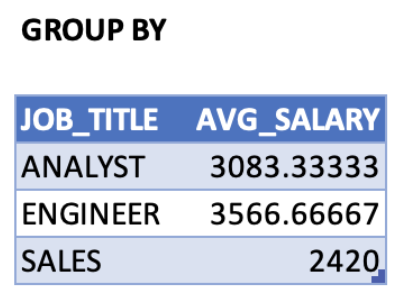 GROUP BY
JOB_TITLE AVG_SALARY
ANALYST 3083.33333
ENGINEER 3566.66667
SALES 2420